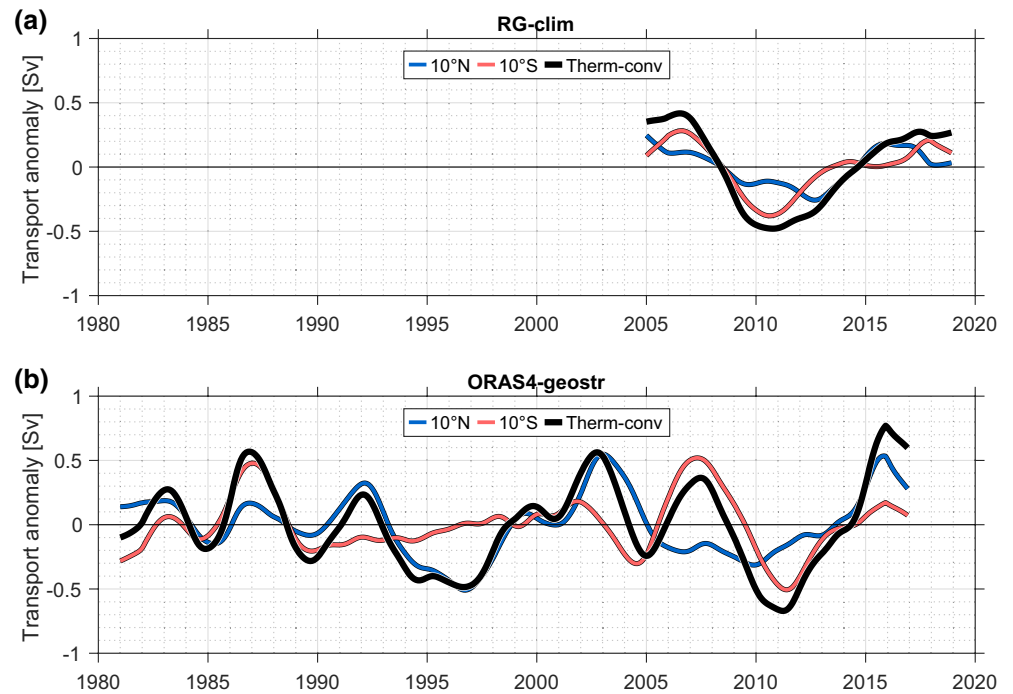 (a)
RG-clim
Transport anomaly [Sv]
1
0.5
0
-0.5
-1
10°N 10°S Therm-conv
1980 1985 1990 1995 2000 2005 2010 2015 2020
(b)
ORAS4-geostr
Transport anomaly [Sv]
1
0.5
0
-0.5
-1
10°N 10°S Therm-conv
1980 1985 1990 1995 2000 2005 2010 2015 2020